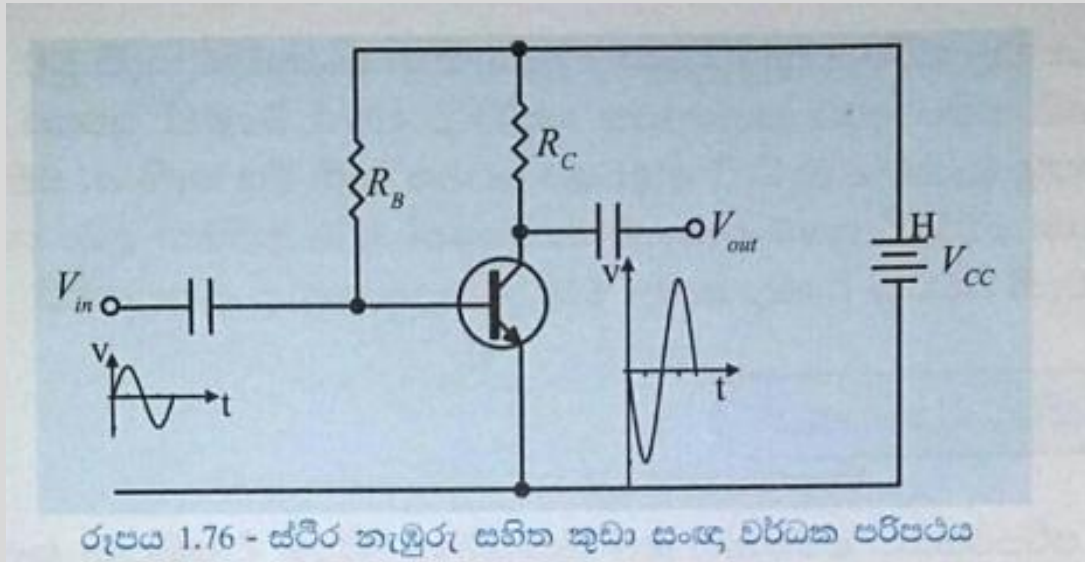 R_C
R_B
V_out
H
V_CC
V_in
v
t
v
t
රූපය 1.76 - ස්ථිර නැඹුරු සහිත කුඩා සංඥා වර්ධක පරිපථය